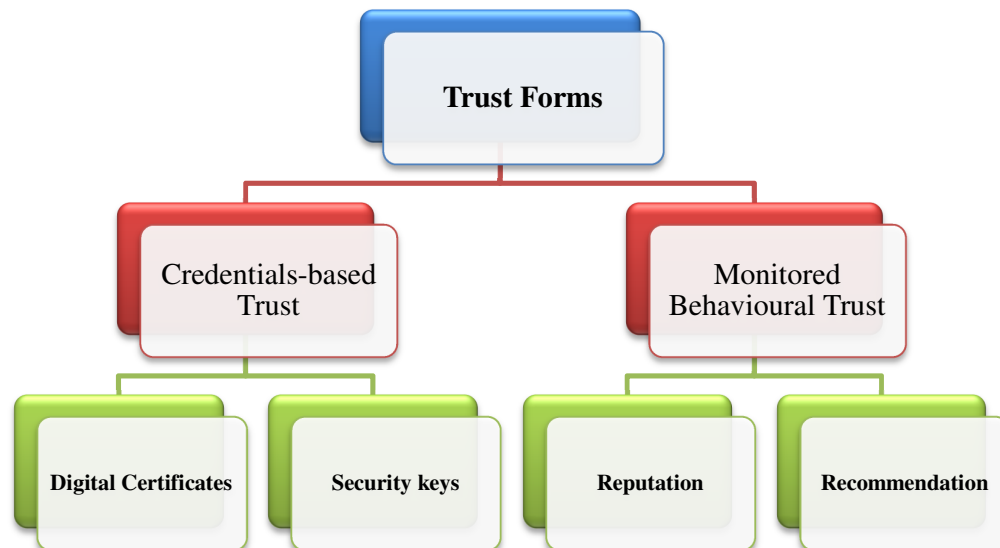 Trust Forms
Credentials-based
Trust
Monitored
Behavioural Trust
Digital Certificates
Security keys
Reputation
Recommendation